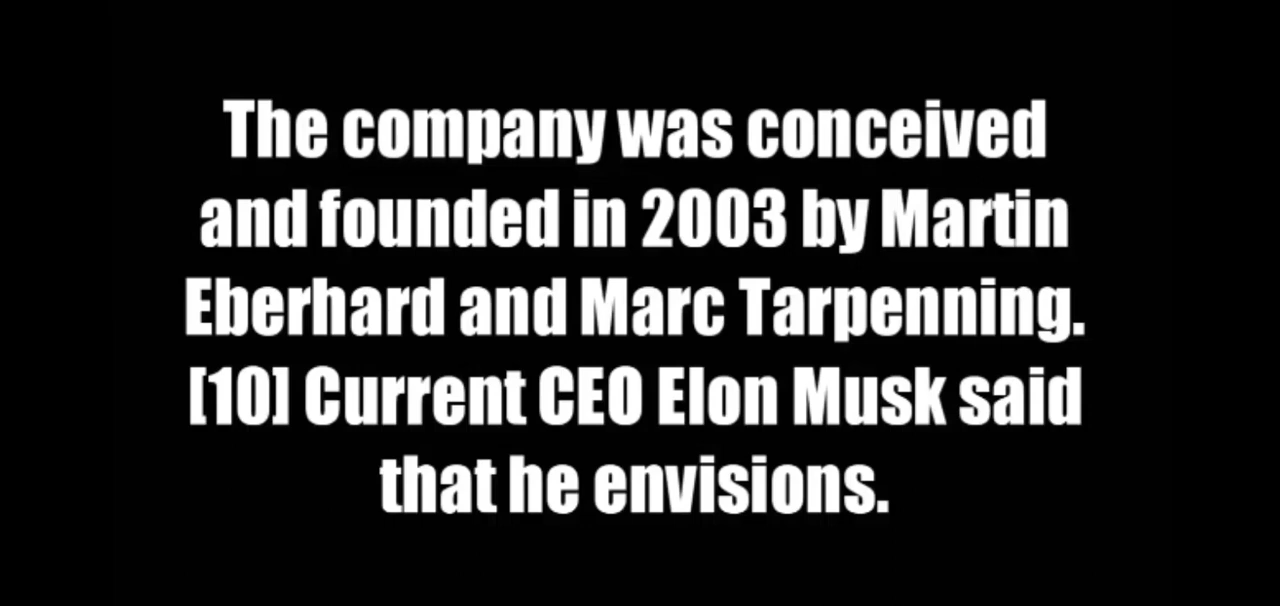 The company was conceived
and founded in 2003 by Martin
Eberhard and Marc Tarpenning.
[10] Current CEO Elon Musk said
that he envisions.